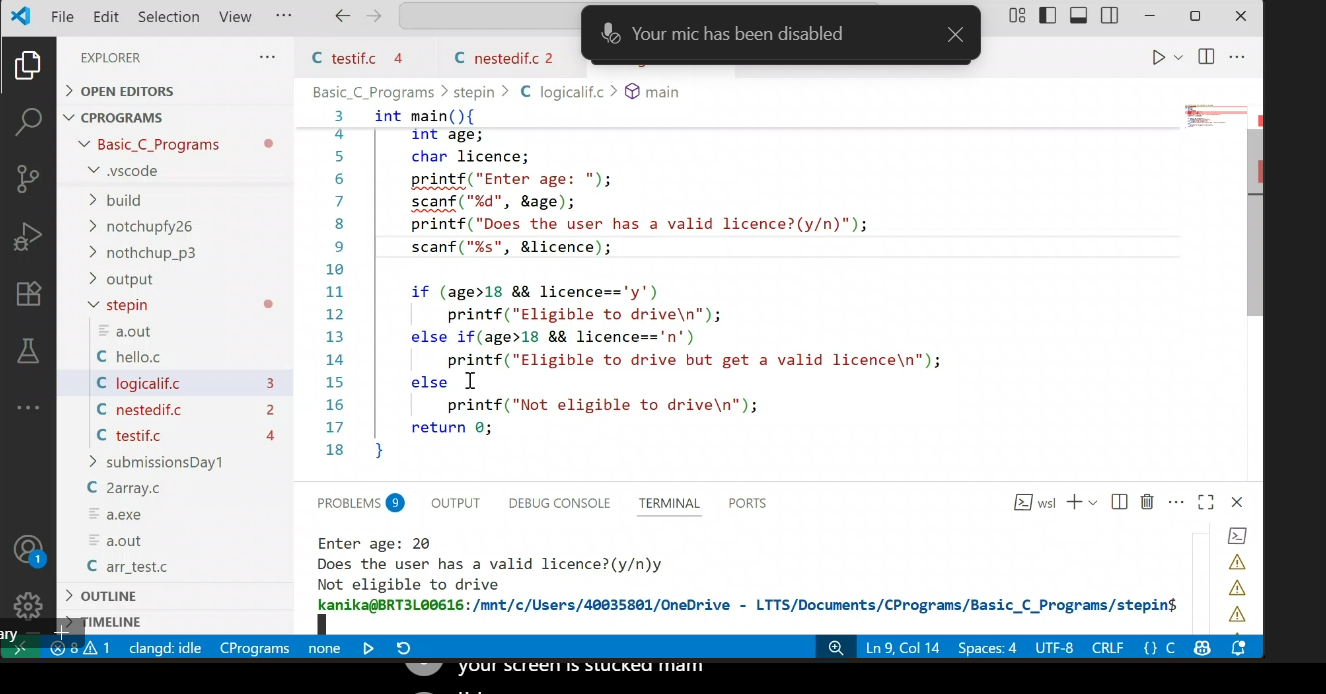 File Edit Selection View ···
Your mic has been disabled
EXPLORER ···
OPEN EDITORS
CPROGRAMS
Basic_C_Programs
.vscode
build
notchupfy26
nothchup_p3
output
stepin
a.out
hello.c
logicalif.c 3
nestedif.c 2
testif.c 4
submissionsDay1
2array.c
a.exe
a.out
arr_test.c
OUTLINE
TIMELINE
testif.c 4 nestedif.c 2
Basic_C_Programs > stepin > C logicalif.c > main
3 int main(){
4 int age;
5 char licence;
6 printf("Enter age: ");
7 scanf("%d", &age);
8 printf("Does the user has a valid licence?(y/n)");
9 scanf("%s", &licence);
10
11 if (age>18 && licence=='y')
12 printf("Eligible to drive\n");
13 else if(age>18 && licence=='n')
14 printf("Eligible to drive but get a valid licence\n");
15 else
16 printf("Not eligible to drive\n");
17 return 0;
18 }
PROBLEMS 9 OUTPUT DEBUG CONSOLE TERMINAL PORTS
wsl
Enter age: 20
Does the user has a valid licence?(y/n)y
Not eligible to drive
kanika@BRT3L00616:/mnt/c/Users/40035801/OneDrive - LTTS/Documents/CPrograms/Basic_C_Programs/stepin$
1
ary
8 1 clangd: idle CPrograms none Ln 9, Col 14 Spaces: 4 UTF-8 CRLF {} C
your screen is stucked mam